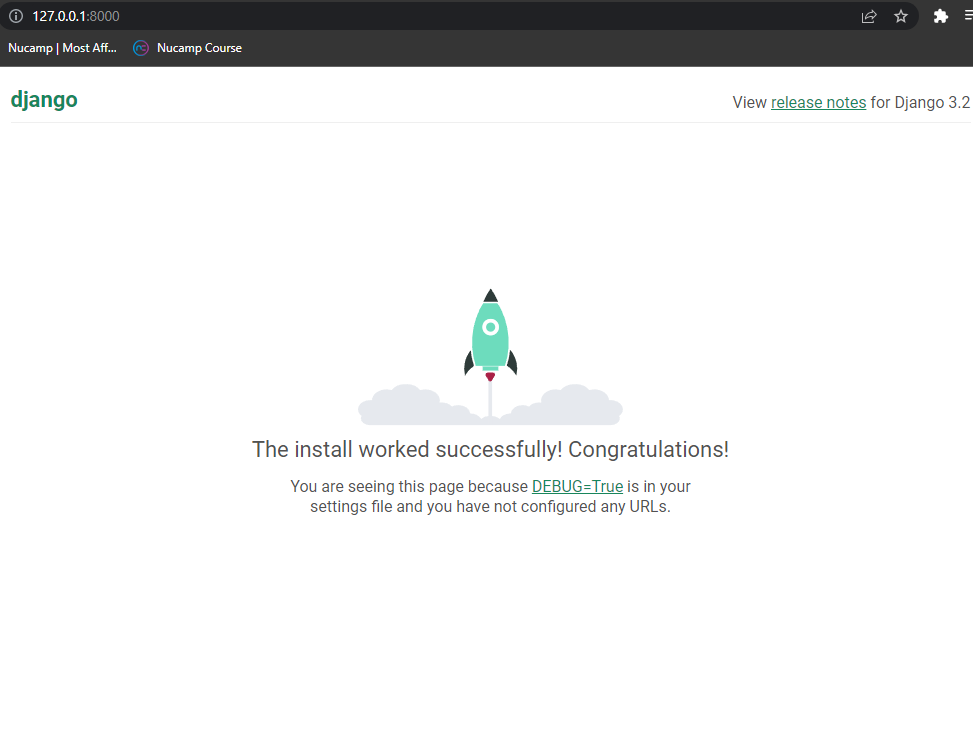 127.0.0.1:8000
Nucamp | Most Aff... Nucamp Course
django
View release notes for Django 3.2
The install worked successfully! Congratulations!
You are seeing this page because DEBUG=True is in your
settings file and you have not configured any URLs.